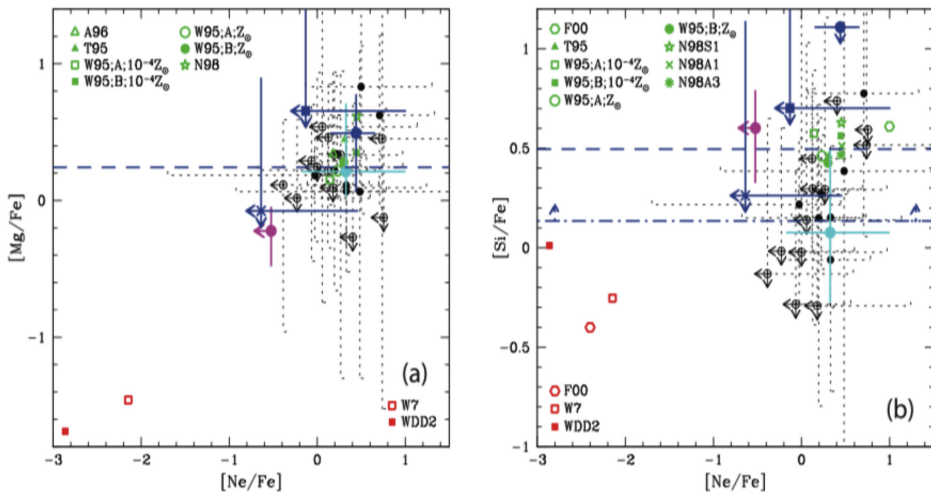 A96
T95
W95;A;10⁻⁴Z⊙
W95;B;10⁻⁴Z⊙
W95;A;Z⊙
W95;B;Z⊙
N98
1
0
-1
[Mg/Fe]
(a)
W7
WDD2
-3
-2
-1
0
1
[Ne/Fe]
F00
T95
W95;A;10⁻⁴Z⊙
W95;B;10⁻⁴Z⊙
W95;A;Z⊙
W95;B;Z⊙
N98S1
N98A1
N98A3
1
0.5
0
-0.5
-1
[Si/Fe]
(b)
F00
W7
WDD2
-3
-2
-1
0
1
[Ne/Fe]